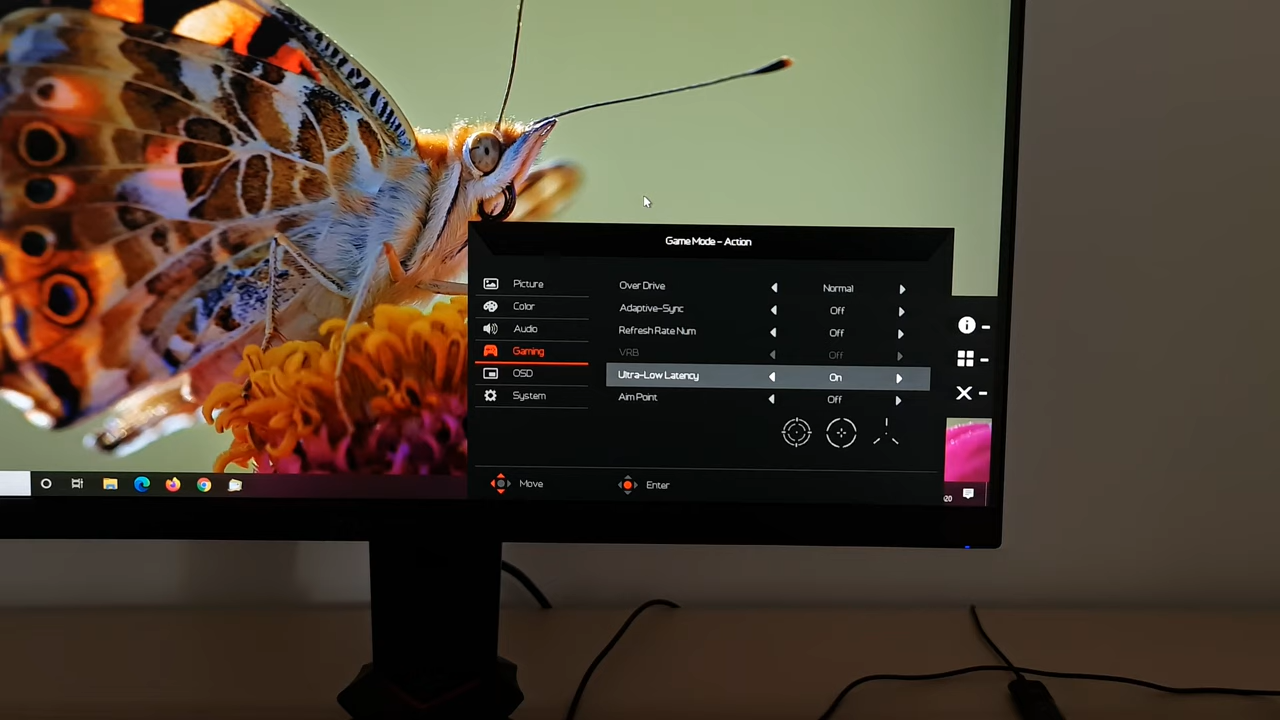 Game Mode - Action
Picture
Color
Audio
Gaming
OSD
System
Over Drive Normal
Adaptive-Sync Off
Refresh Rate Num Off
VRB Off
Ultra-Low Latency On
Aim Point Off
Move Enter
20